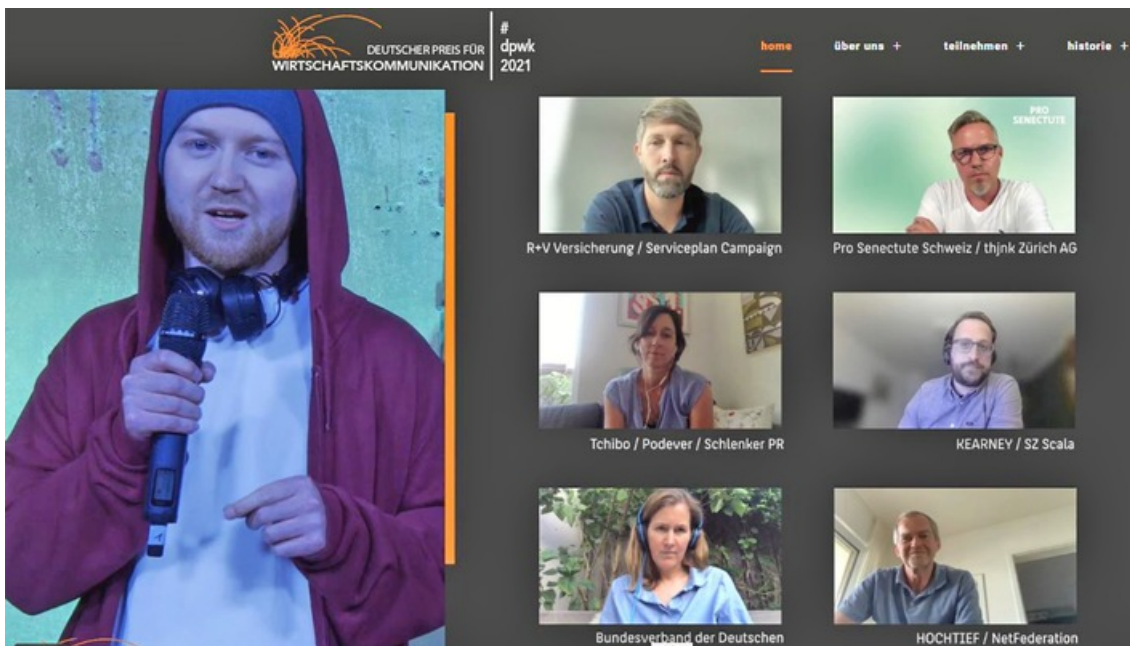 DEUTSCHER PREIS FÜR
WIRTSCHAFTSKOMMUNIKATION
#
dpwk
2021
home
über uns +
teilnehmen +
historie +
PRO
SENECTUTE
R+V Versicherung / Serviceplan Campaign
Pro Senectute Schweiz / thjnk Zürich AG
Tchibo / Podever / Schlenker PR
KEARNEY / SZ Scala
Bundesverband der Deutschen
HOCHTIEF / NetFederation